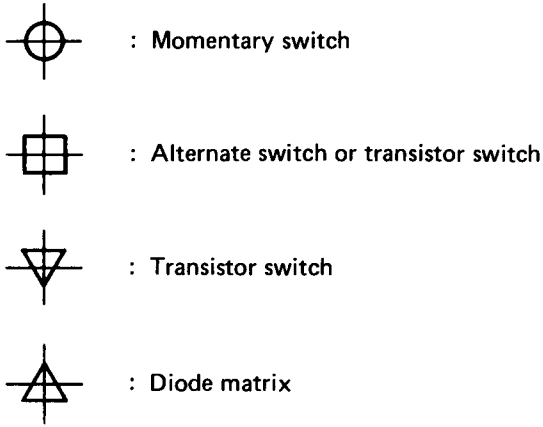 : Momentary switch
: Alternate switch or transistor switch
: Transistor switch
: Diode matrix